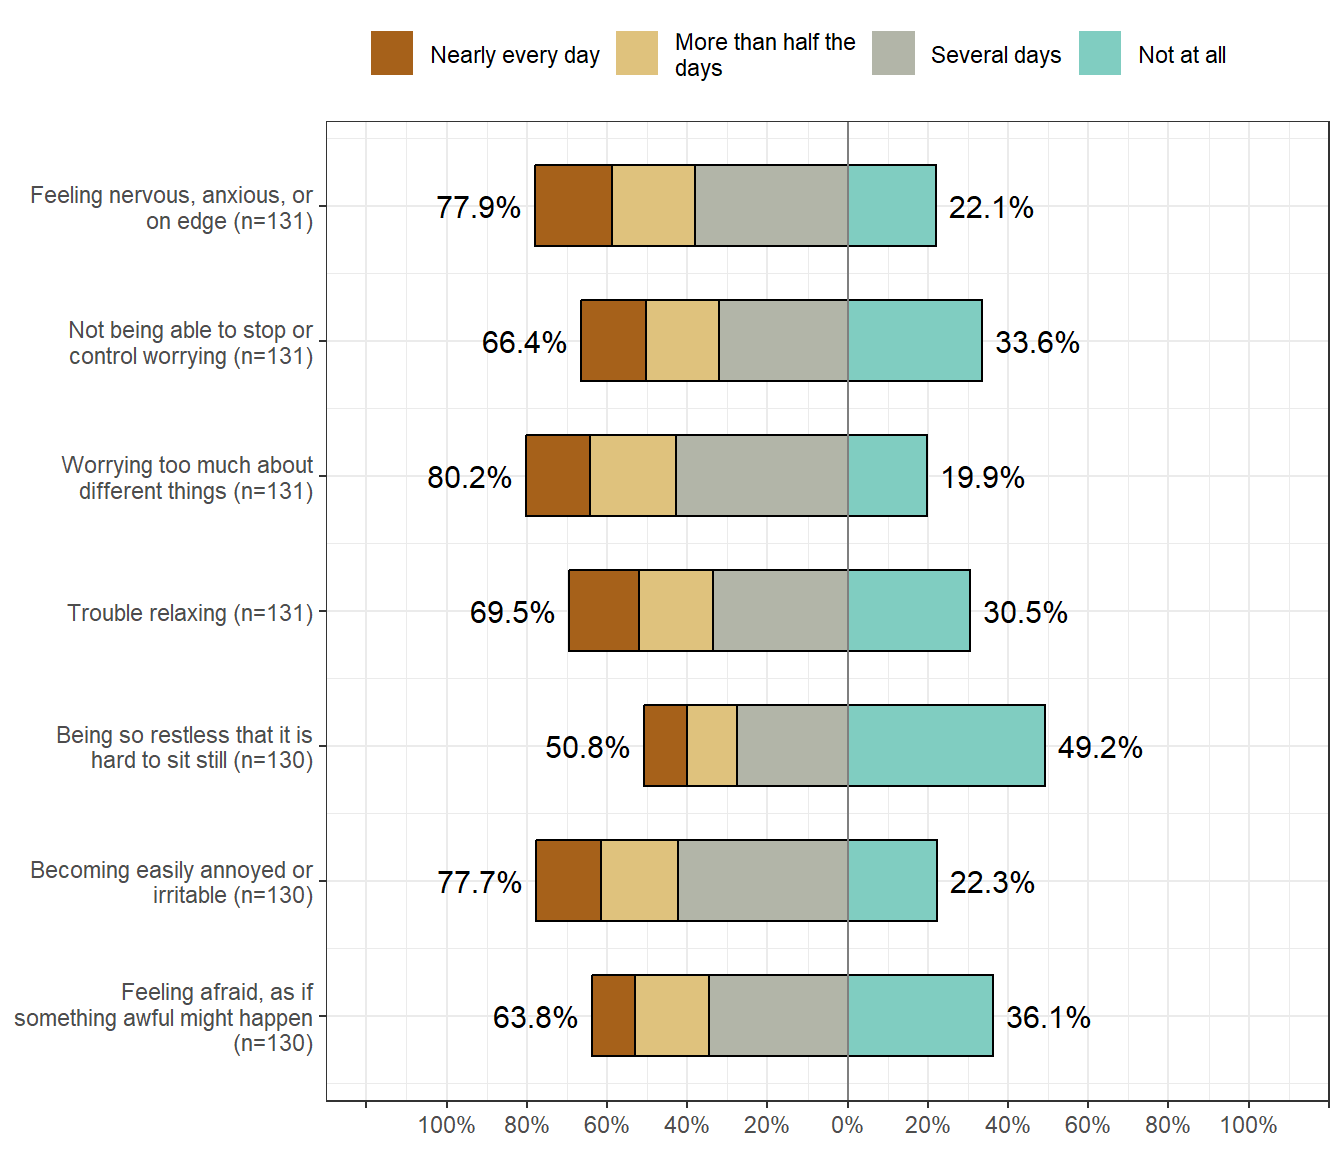 Nearly every day
More than half the
days
Several days
Not at all
Feeling nervous, anxious, or
on edge (n=131)
77.9%
22.1%
Not being able to stop or
control worrying (n=131)
66.4%
33.6%
Worrying too much about
different things (n=131)
80.2%
19.9%
Trouble relaxing (n=131)
69.5%
30.5%
Being so restless that it is
hard to sit still (n=130)
50.8%
49.2%
Becoming easily annoyed or
irritable (n=130)
77.7%
22.3%
Feeling afraid, as if
something awful might happen
(n=130)
63.8%
36.1%
100% 80% 60% 40% 20% 0% 20% 40% 60% 80% 100%